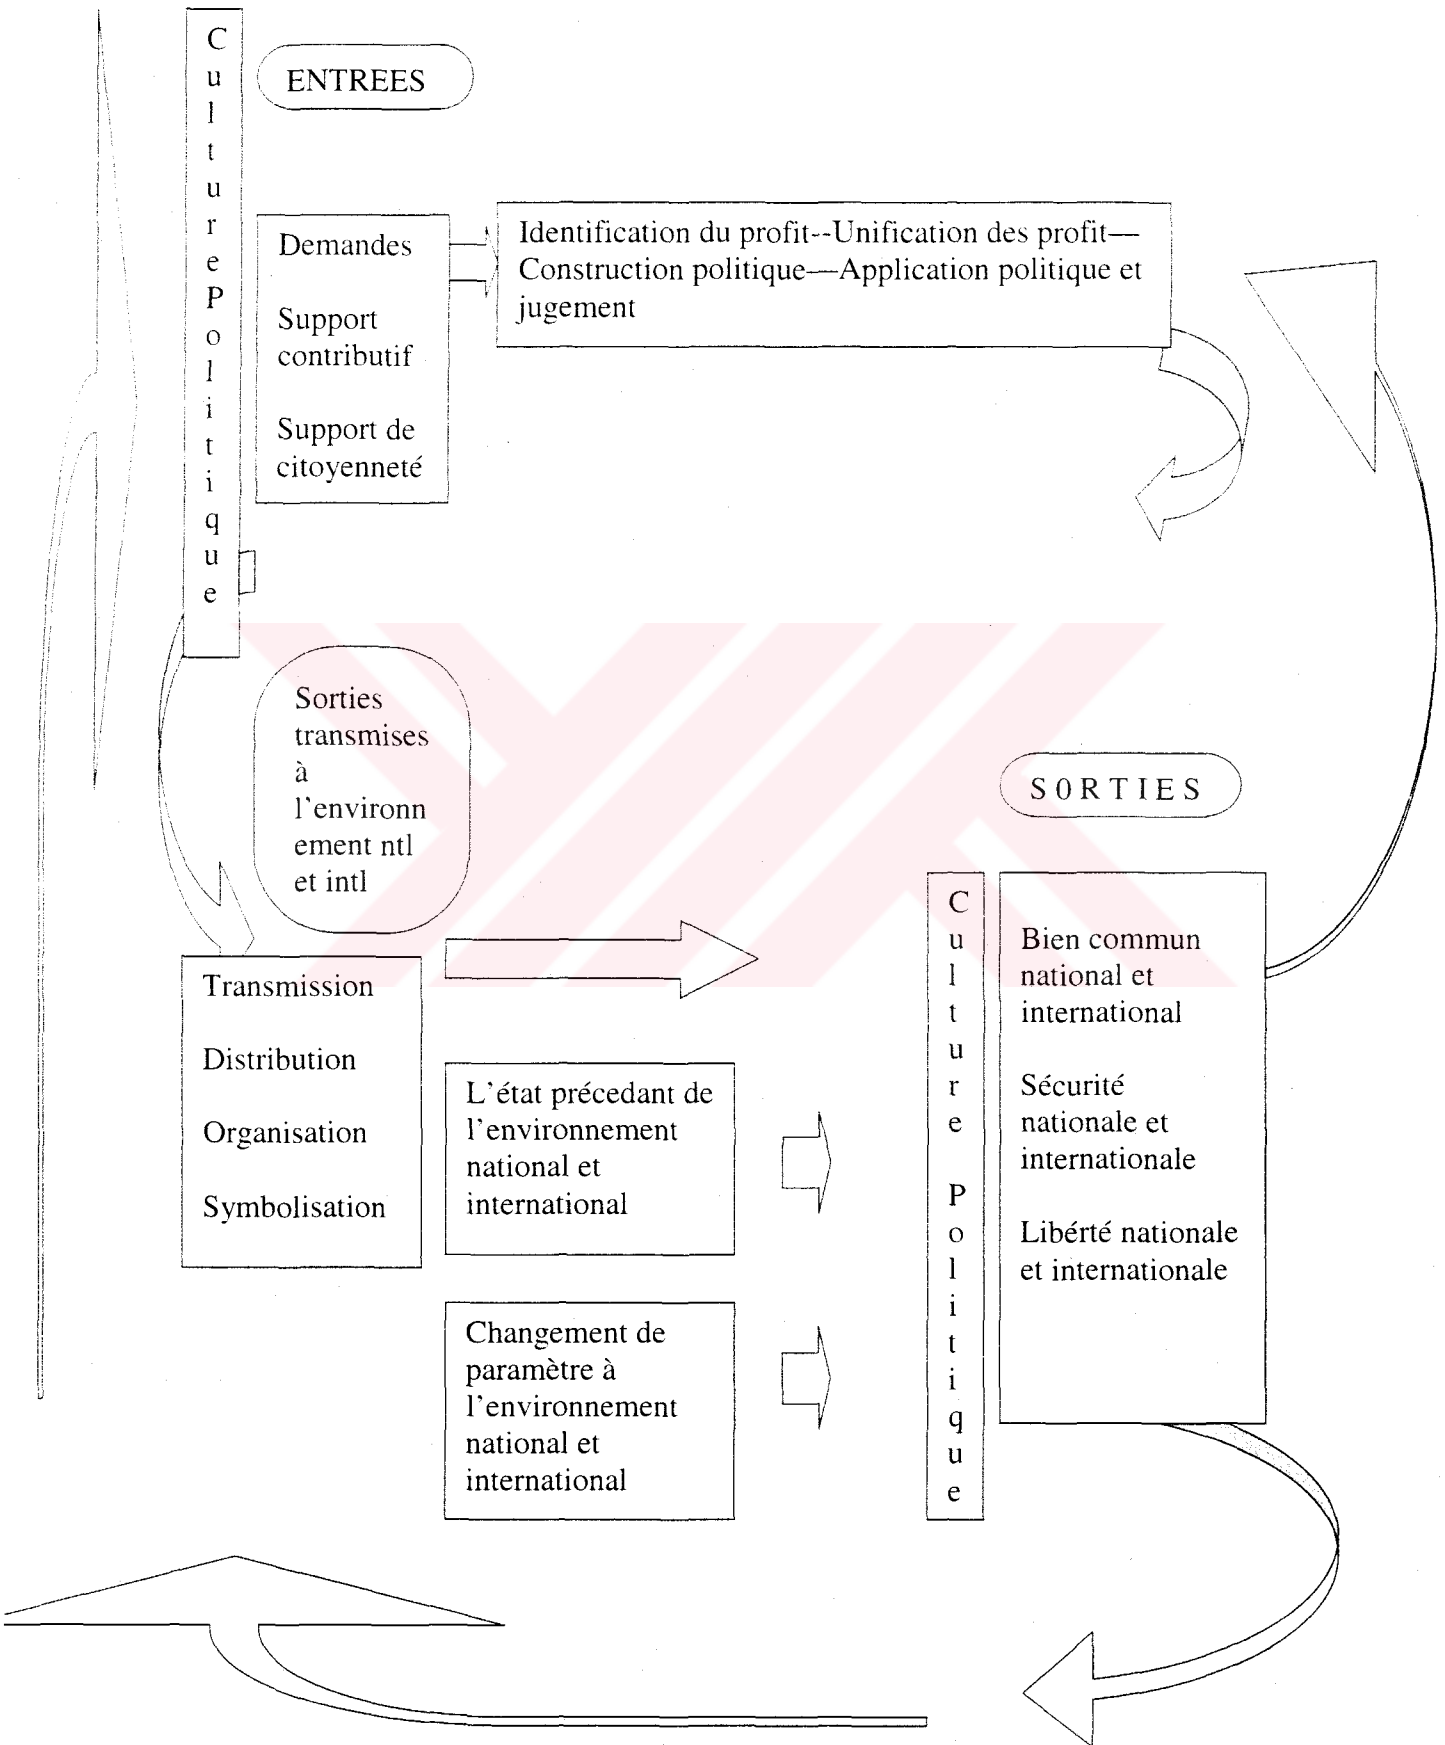 CulturePolitique
ENTREES
Demandes
Support
contributif
Support de
citoyenneté
Identification du profit--Unification des profit—
Construction politique—Application politique et
jugement
Sorties
transmises
à
l'environn
ement ntl
et intl
Transmission
Distribution
Organisation
Symbolisation
L'état précedant de
l'environnement
national et
international
Changement de
paramètre à
l'environnement
national et
international
SORTIES
Culture Politique
Bien commun
national et
international
Sécurité
nationale et
internationale
Libérté nationale
et internationale